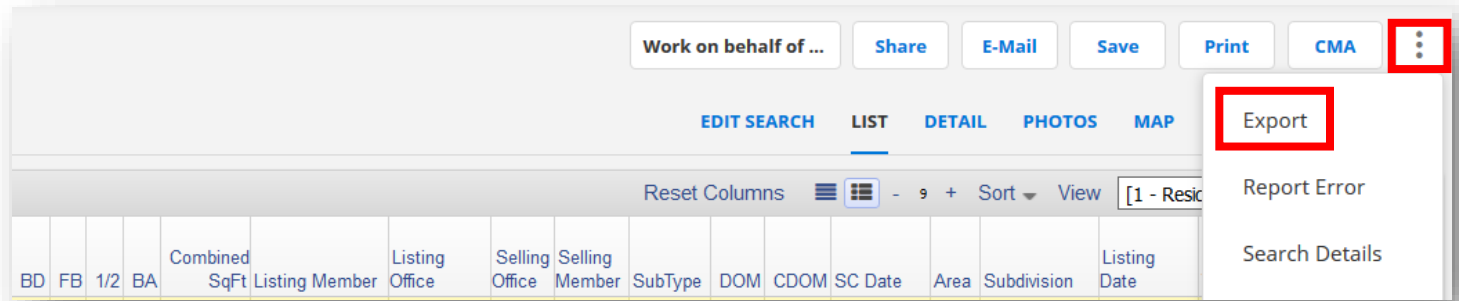 Work on behalf of ... Share E-Mail Save Print CMA
EDIT SEARCH LIST DETAIL PHOTOS MAP
Export
Report Error
Search Details
Reset Columns - 9 + Sort View [1 - Resid
BD FB 1/2 BA Combined SqFt Listing Member Listing Office Selling Office Selling Member SubType DOM CDOM SC Date Area Subdivision Listing Date